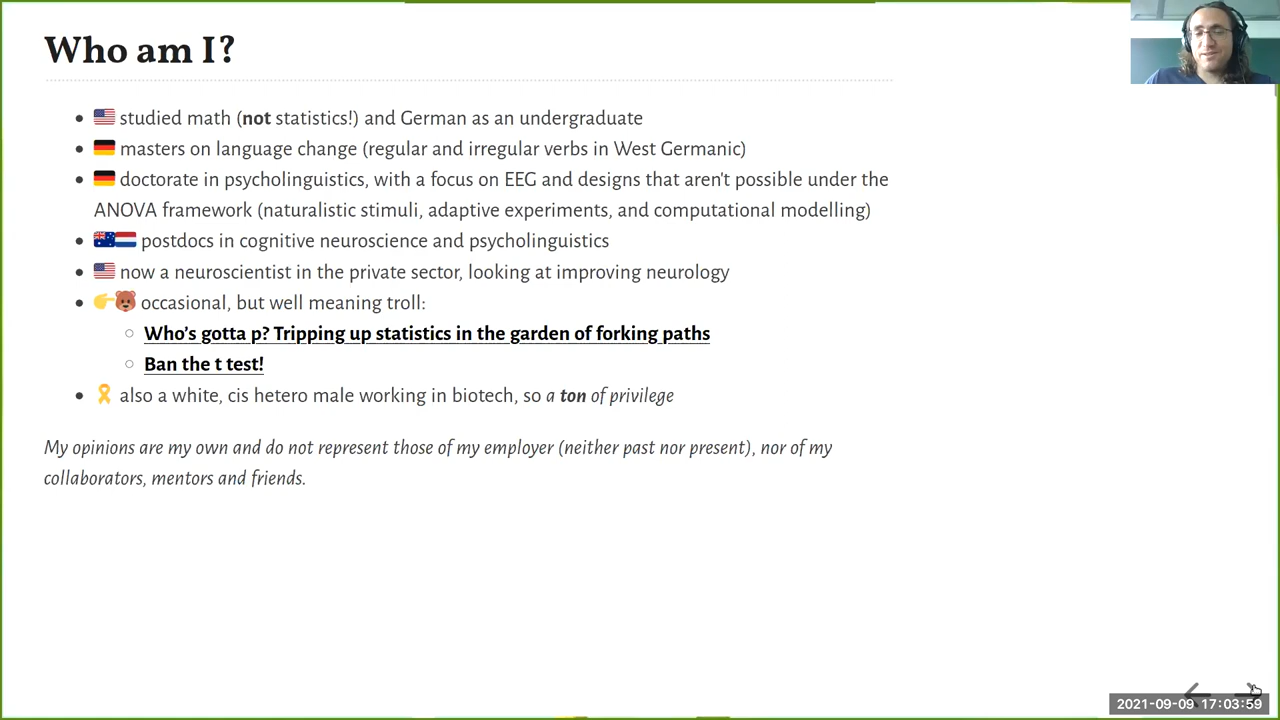 Who am I?
studied math (not statistics!) and German as an undergraduate
masters on language change (regular and irregular verbs in West Germanic)
doctorate in psycholinguistics, with a focus on EEG and designs that aren't possible under the
ANOVA framework (naturalistic stimuli, adaptive experiments, and computational modelling)
postdocs in cognitive neuroscience and psycholinguistics
now a neuroscientist in the private sector, looking at improving neurology
occasional, but well meaning troll:
Who's gotta p? Tripping up statistics in the garden of forking paths
Ban the t test!
also a white, cis hetero male working in biotech, so a ton of privilege
My opinions are my own and do not represent those of my employer (neither past nor present), nor of my
collaborators, mentors and friends.
2021-09-09 17:03:59